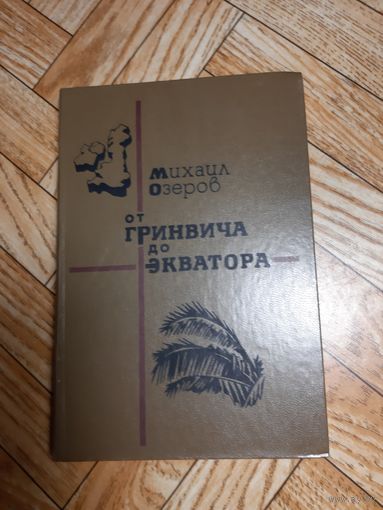 Михаил
Озеров
от
Гринвича
до
экватора